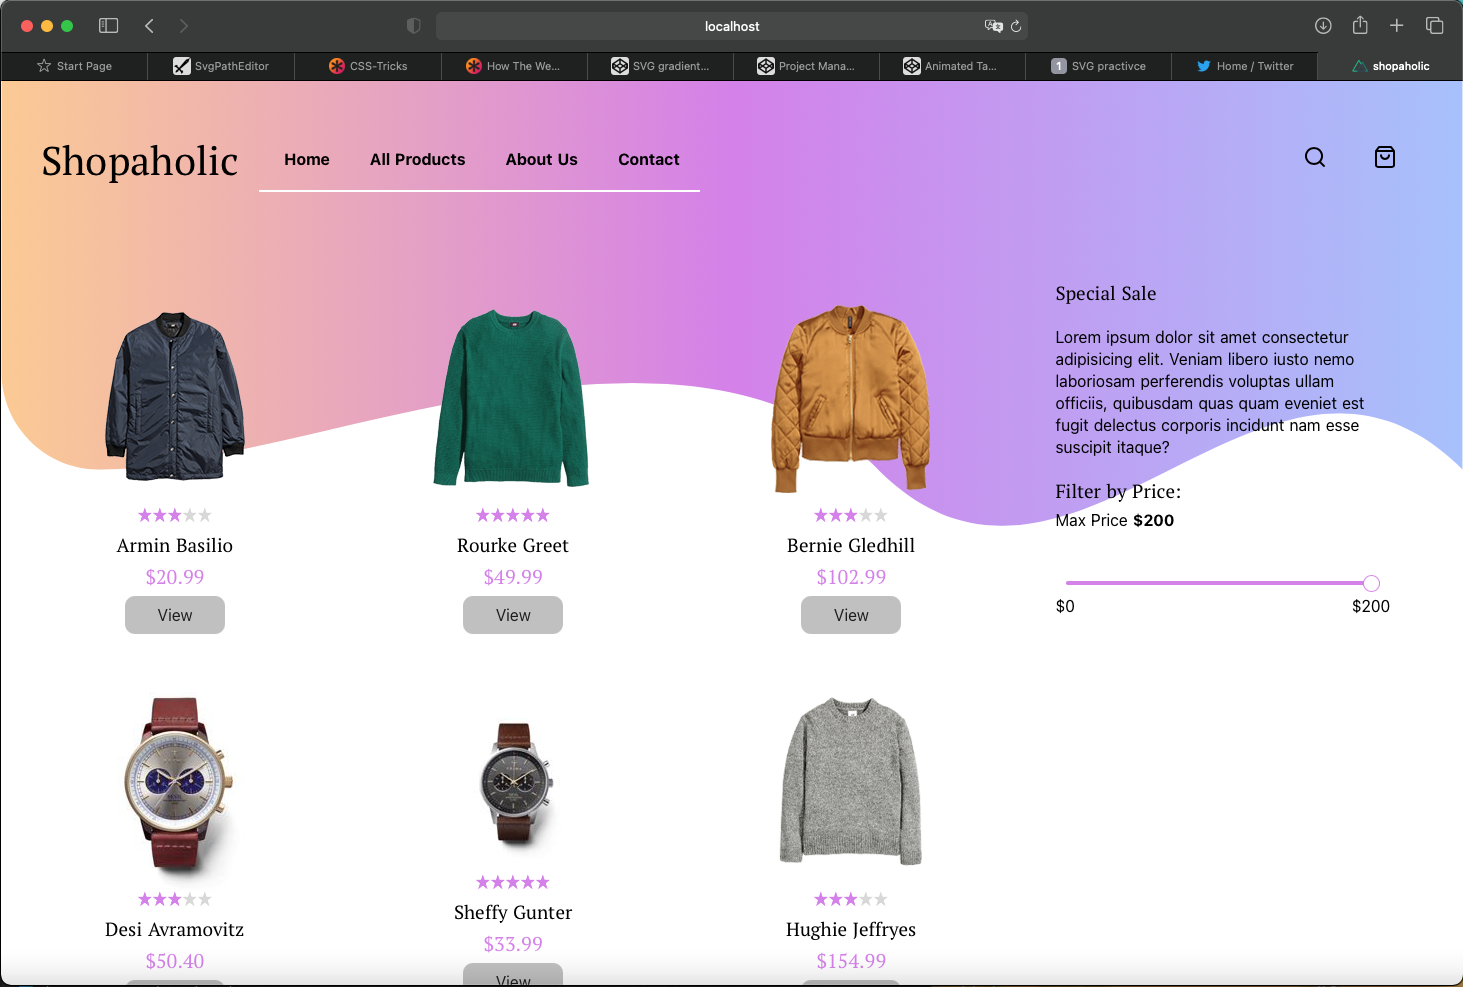 localhost
Start Page
SvgPathEditor
CSS-Tricks
How The We...
SVG gradient...
Project Mana...
Animated Ta...
1 SVG practivce
Home / Twitter
shopaholic
Shopaholic
Home
All Products
About Us
Contact
Special Sale
Lorem ipsum dolor sit amet consectetur
adipisicing elit. Veniam libero iusto nemo
laboriosam perferendis voluptas ullam
officiis, quibusdam quas quam eveniet est
fugit delectus corporis incidunt nam esse
suscipit itaque?
Filter by Price:
Max Price $200
$0
$200
Armin Basilio
$20.99
View
Rourke Greet
$49.99
View
Bernie Gledhill
$102.99
View
Desi Avramovitz
$50.40
Sheffy Gunter
$33.99
View
Hughie Jeffryes
$154.99